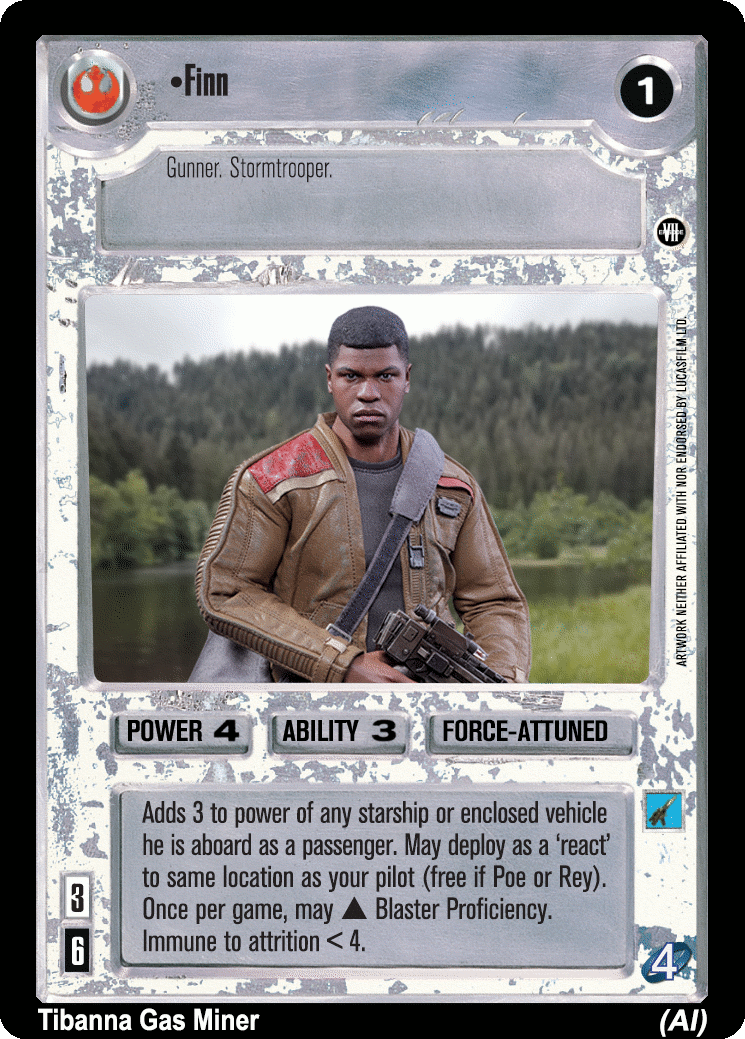 •Finn
1
Gunner. Stormtrooper.
EPISODE
VII
ARTWORK NEITHER AFFILIATED WITH NOR ENDORSED BY LUCASFILM LTD.
POWER 4
ABILITY 3
FORCE-ATTUNED
Adds 3 to power of any starship or enclosed vehicle
he is aboard as a passenger. May deploy as a ‘react’
to same location as your pilot (free if Poe or Rey).
Once per game, may ▲ Blaster Proficiency.
Immune to attrition < 4.
3
6
4
Tibanna Gas Miner
(AI)